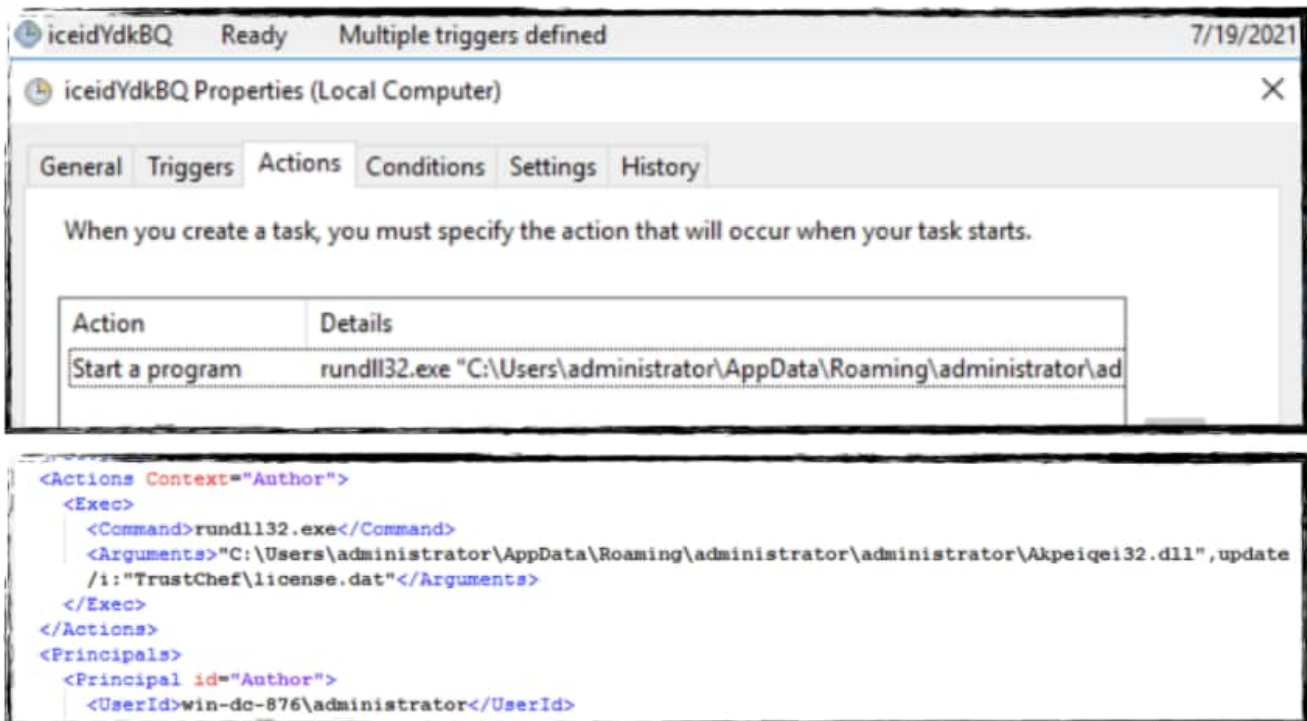 iceidYdkBQ Ready Multiple triggers defined 7/19/2021
iceidYdkBQ Properties (Local Computer)
General Triggers Actions Conditions Settings History
When you create a task, you must specify the action that will occur when your task starts.
Action Details
Start a program rundll32.exe "C:\Users\administrator\AppData\Roaming\administrator\ad
<Actions Context="Author">
<Exec>
<Command>rundll32.exe</Command>
<Arguments>"C:\Users\administrator\AppData\Roaming\administrator\administrator\Akpeiqei32.dll",update
/i:"TrustChef\license.dat"</Arguments>
</Exec>
</Actions>
<Principals>
<Principal id="Author">
<UserId>win-dc-876\administrator</UserId>